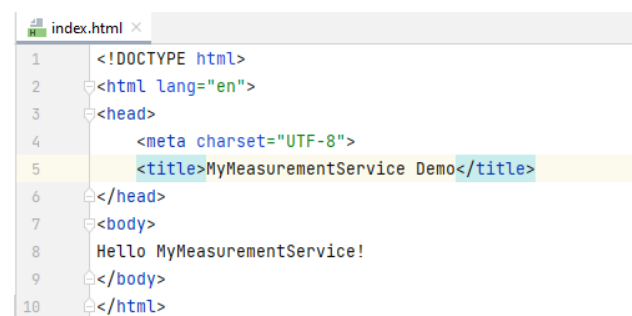 index.html
1 <!DOCTYPE html>
2 <html lang="en">
3 <head>
4 <meta charset="UTF-8">
5 <title>MyMeasurementService Demo</title>
6 </head>
7 <body>
8 Hello MyMeasurementService!
9 </body>
10 </html>